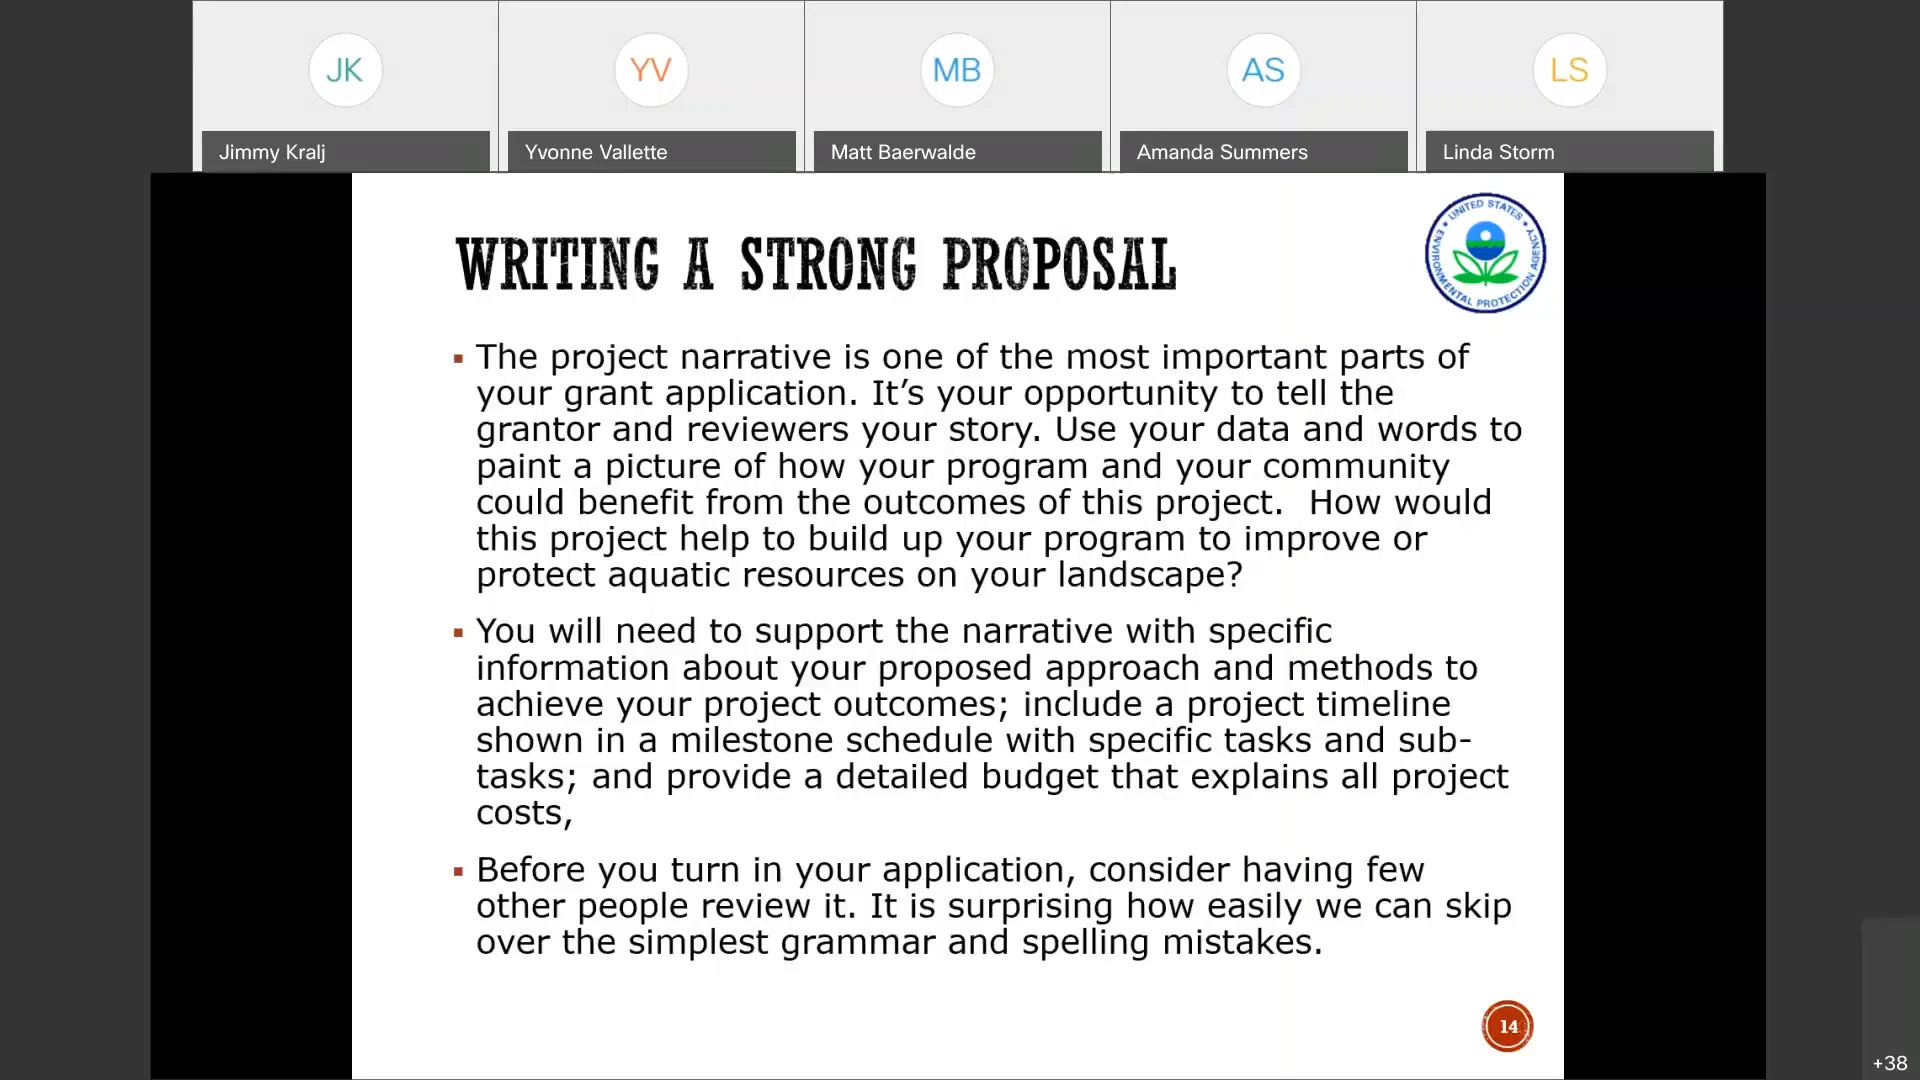 JK
YV
MB
AS
LS
Jimmy Kralj
Yvonne Vallette
Matt Baerwalde
Amanda Summers
Linda Storm
WRITING A STRONG PROPOSAL
UNITED STATES
ENVIRONMENTAL PROTECTION AGENCY
▪ The project narrative is one of the most important parts of
your grant application. It’s your opportunity to tell the
grantor and reviewers your story. Use your data and words to
paint a picture of how your program and your community
could benefit from the outcomes of this project.  How would
this project help to build up your program to improve or
protect aquatic resources on your landscape?
▪ You will need to support the narrative with specific
information about your proposed approach and methods to
achieve your project outcomes; include a project timeline
shown in a milestone schedule with specific tasks and sub-
tasks; and provide a detailed budget that explains all project
costs,
▪ Before you turn in your application, consider having few
other people review it. It is surprising how easily we can skip
over the simplest grammar and spelling mistakes.
14
+38